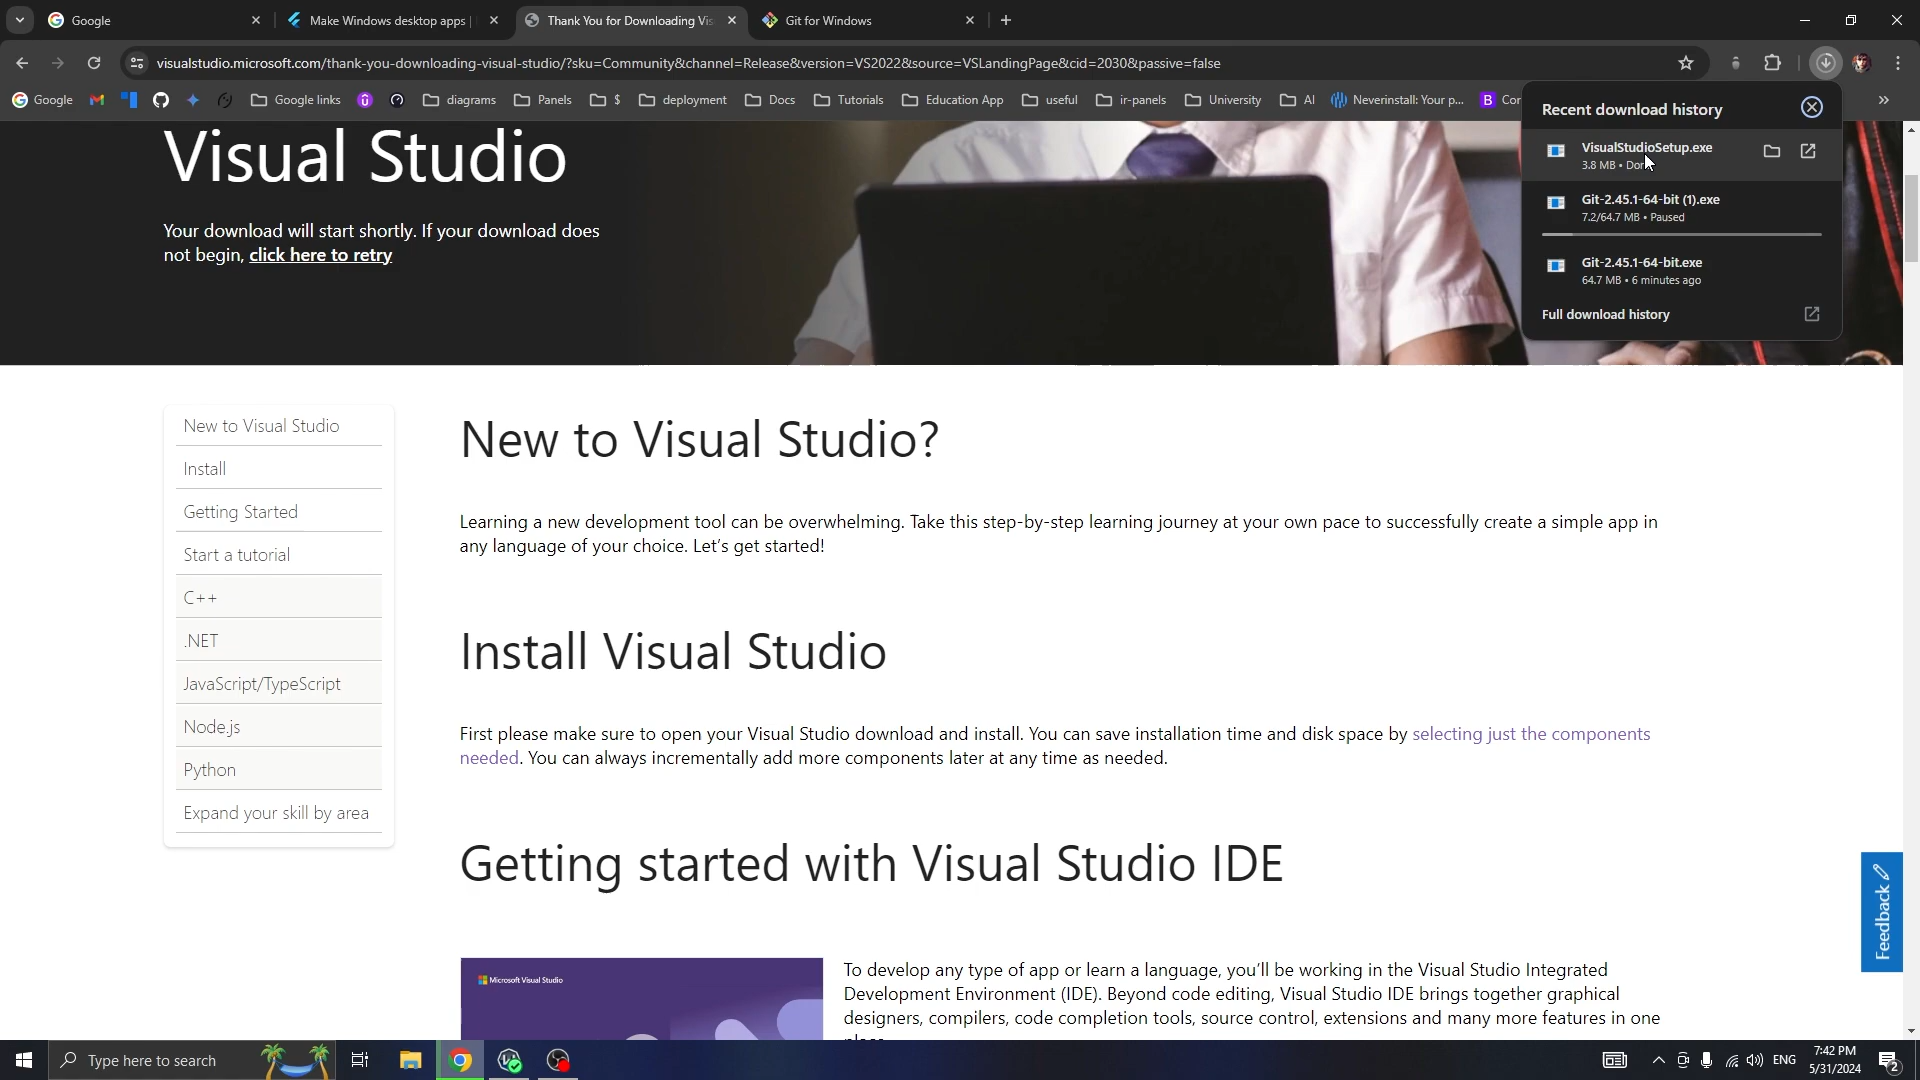 Google
Make Windows desktop apps |
Thank You for Downloading Vis
Git for Windows
visualstudio.microsoft.com/thank-you-downloading-visual-studio/?sku=Community&channel=Release&version=VS2022&source=VSLandingPage&cid=2030&passive=false
Google
Google links
diagrams
Panels
$
deployment
Docs
Tutorials
Education App
useful
ir-panels
University
AI
Neverinstall: Your p...
B Cor
Recent download history
VisualStudioSetup.exe
3.8 MB • Don
Git-2.45.1-64-bit (1).exe
7.2/64.7 MB • Paused
Git-2.45.1-64-bit.exe
64.7 MB • 6 minutes ago
Full download history
Visual Studio
Your download will start shortly. If your download does
not begin, click here to retry
New to Visual Studio
Install
Getting Started
Start a tutorial
C++
.NET
JavaScript/TypeScript
Node.js
Python
Expand your skill by area
New to Visual Studio?
Learning a new development tool can be overwhelming. Take this step-by-step learning journey at your own pace to successfully create a simple app in
any language of your choice. Let's get started!
Install Visual Studio
First please make sure to open your Visual Studio download and install. You can save installation time and disk space by selecting just the components
needed. You can always incrementally add more components later at any time as needed.
Getting started with Visual Studio IDE
Microsoft Visual Studio
To develop any type of app or learn a language, you'll be working in the Visual Studio Integrated
Development Environment (IDE). Beyond code editing, Visual Studio IDE brings together graphical
designers, compilers, code completion tools, source control, extensions and many more features in one
Feedback
Type here to search
ENG
7:42 PM
5/31/2024
2